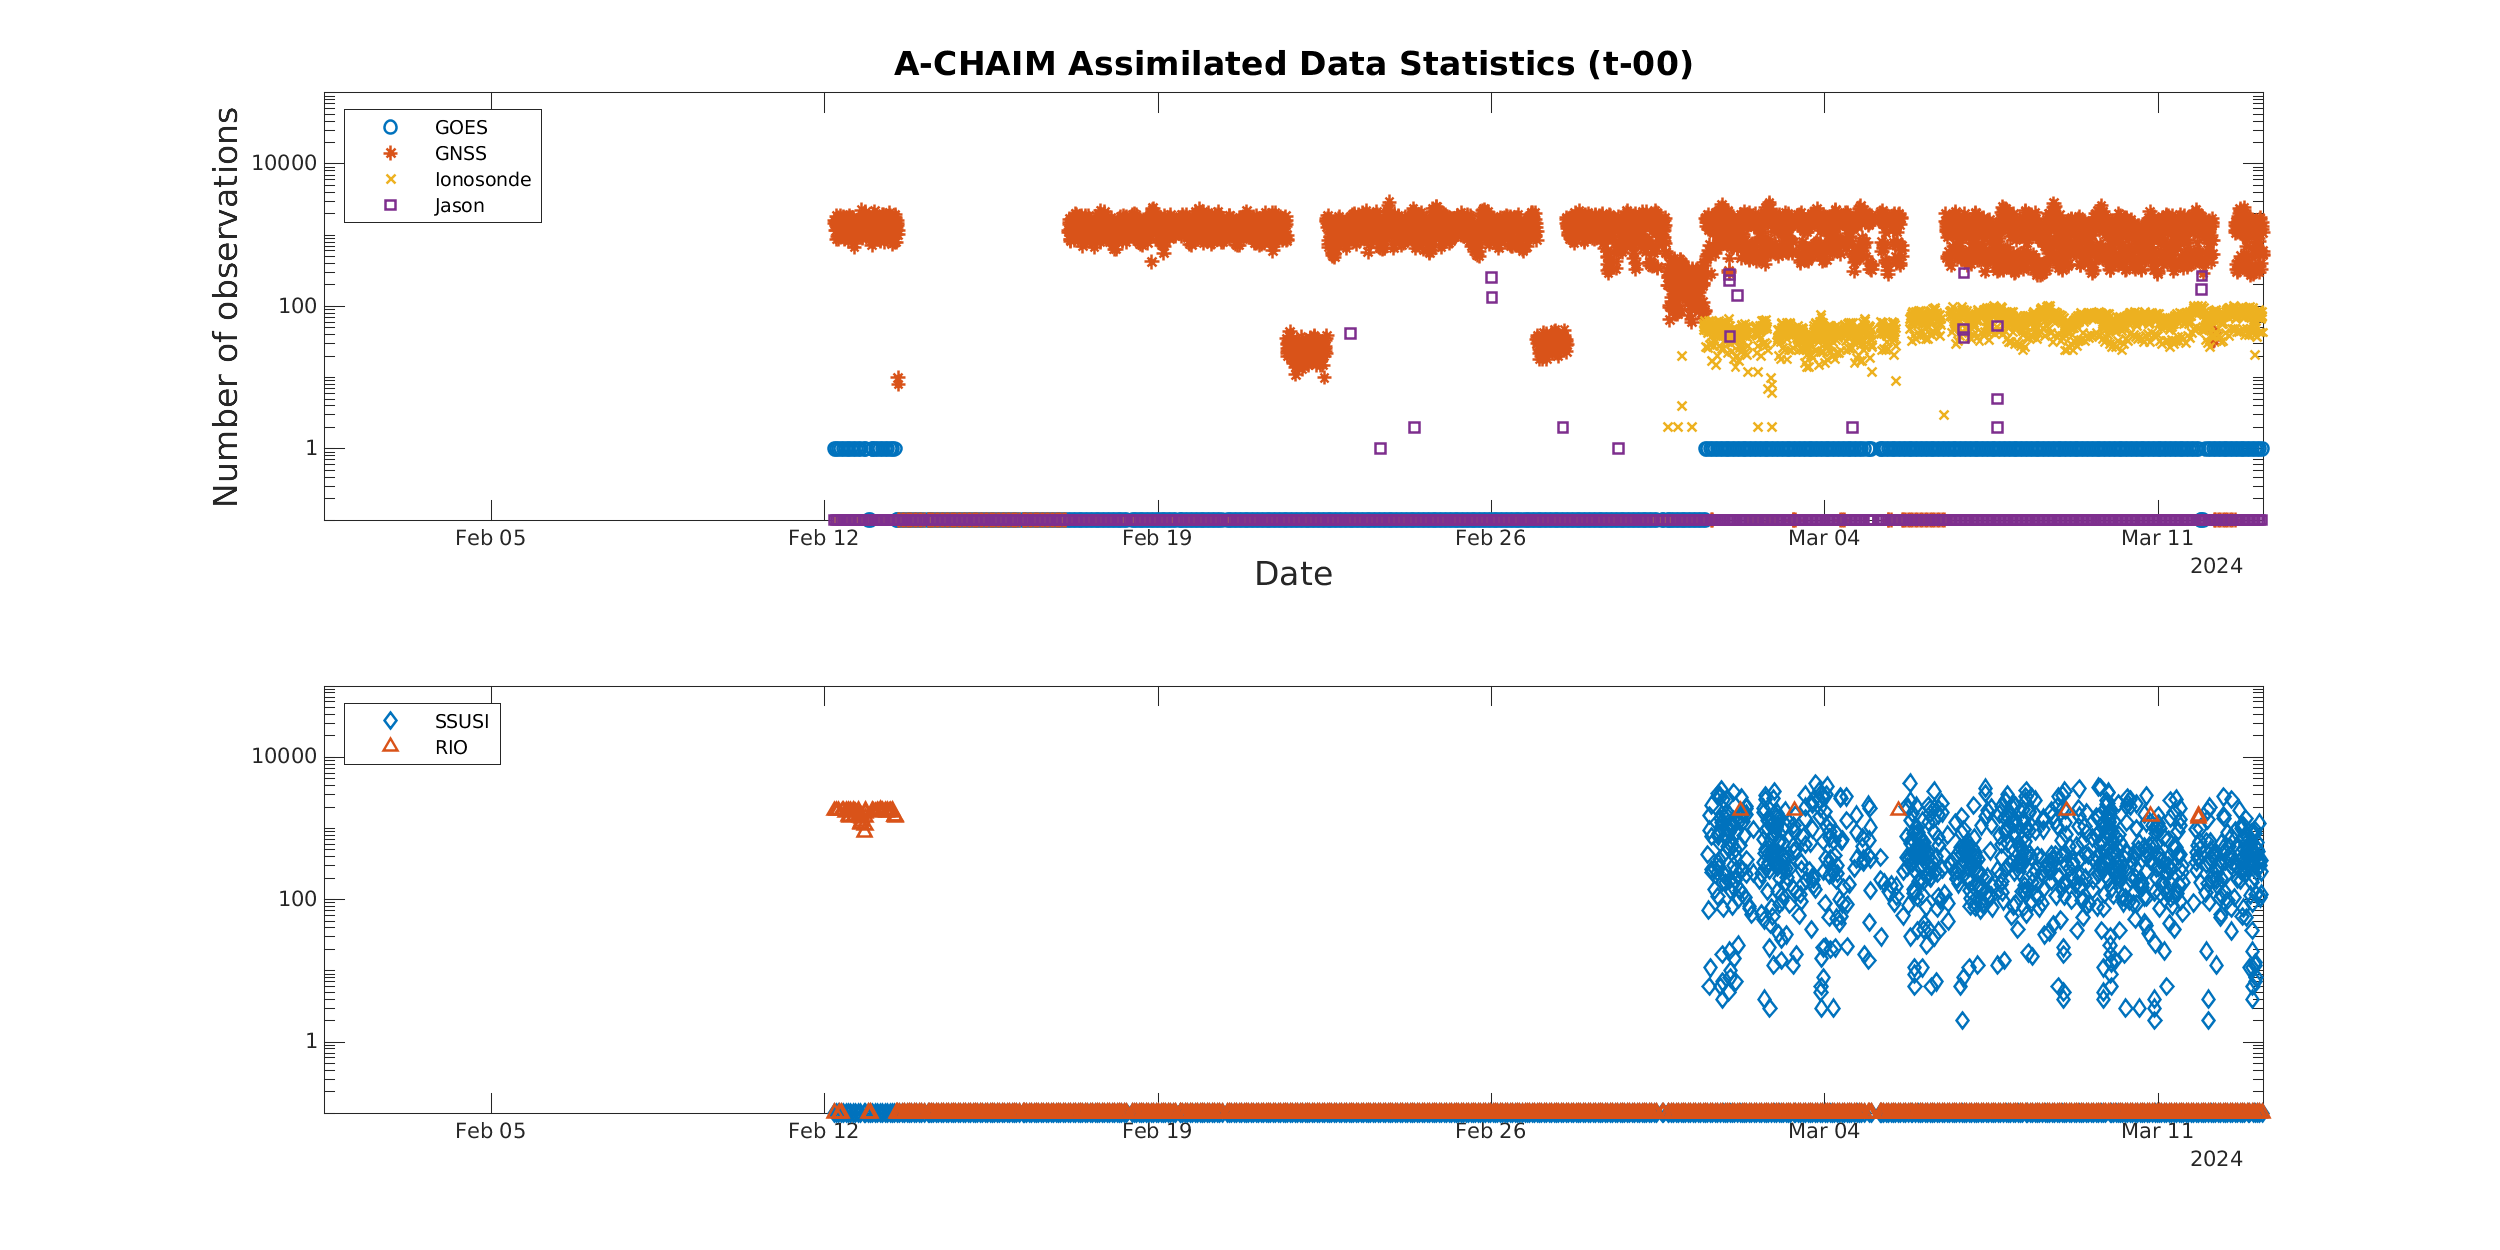 A-CHAIM Assimilated Data Statistics (t-00)
Number of observations
10000
100
1
GOES
GNSS
Ionosonde
Jason
Feb 05
Feb 12
Feb 19
Feb 26
Mar 04
Mar 11
2024
Date
10000
100
1
SSUSI
RIO
Feb 05
Feb 12
Feb 19
Feb 26
Mar 04
Mar 11
2024